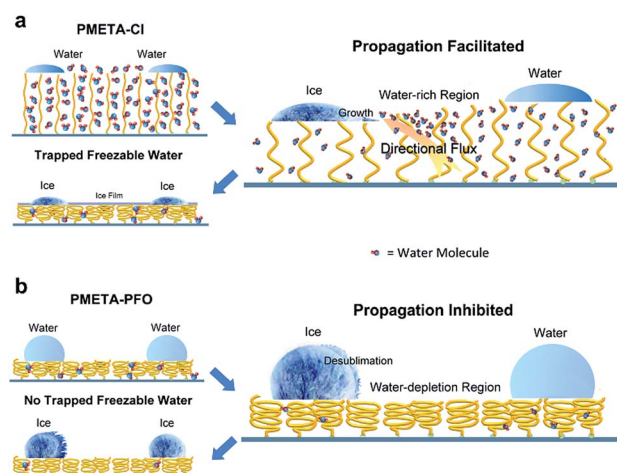 a
PMETA-Cl
Water Water
Propagation Facilitated
Ice
Water-rich Region
Water
Growth
Directional Flux
Trapped Freezable Water
Ice Ice
Ice Film
= Water Molecule
b
PMETA-PFO
Water Water
Propagation Inhibited
Ice
Water
Desublimation
Water-depletion Region
No Trapped Freezable Water
Ice Ice